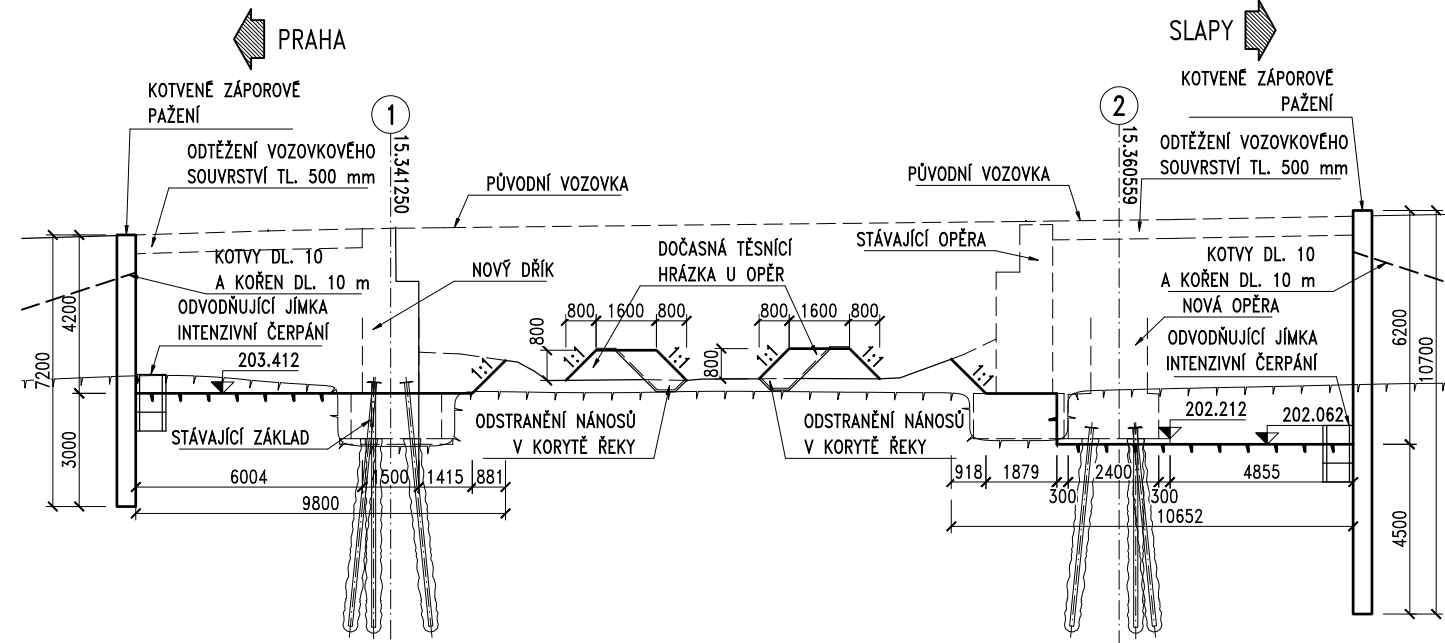 PRAHA
SLAPY
KOTVENÉ ZÁPOROVÉ
PAŽENÍ
KOTVENÉ ZÁPOROVÉ
PAŽENÍ
1
2
15.341250
15.360559
ODTĚŽENÍ VOZOVKOVÉHO
SOUVRSTVÍ TL. 500 mm
ODTĚŽENÍ VOZOVKOVÉHO
SOUVRSTVÍ TL. 500 mm
PŮVODNÍ VOZOVKA
PŮVODNÍ VOZOVKA
KOTVY DL. 10
A KOŘEN DL. 10 m
NOVÝ DŘÍK
DOČASNÁ TĚSNÍCÍ
HRÁZKA U OPĚR
STÁVAJÍCÍ OPĚRA
KOTVY DL. 10
A KOŘEN DL. 10 m
NOVÁ OPĚRA
ODVODŇUJÍCÍ JÍMKA
INTENZIVNÍ ČERPÁNÍ
ODVODŇUJÍCÍ JÍMKA
INTENZIVNÍ ČERPÁNÍ
800
1600
800
800
1600
800
800
800
1:1
1:1
1:1
1:1
1:1
1:1
4200
7200
3000
6200
10700
4500
203.412
202.212
202.062
STÁVAJÍCÍ ZÁKLAD
ODSTRANĚNÍ NÁNOSŮ
V KORYTĚ ŘEKY
ODSTRANĚNÍ NÁNOSŮ
V KORYTĚ ŘEKY
6004
1500
1415
881
9800
918
1879
300
2400
300
4855
10652